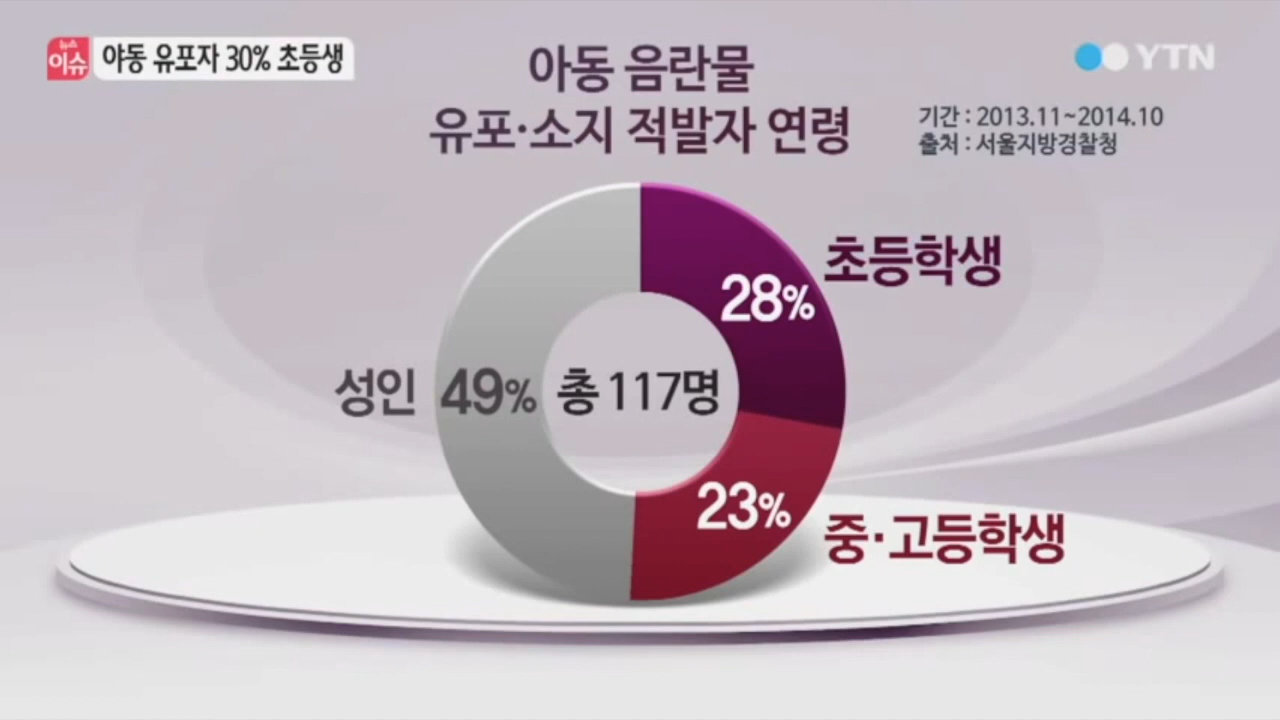 뉴스
이슈
야동 유포자 30% 초등생
YTN
아동 음란물
유포·소지 적발자 연령
기간 : 2013.11~2014.10
출처 : 서울지방경찰청
초등학생
28%
성인 49%
총 117명
23%
중·고등학생